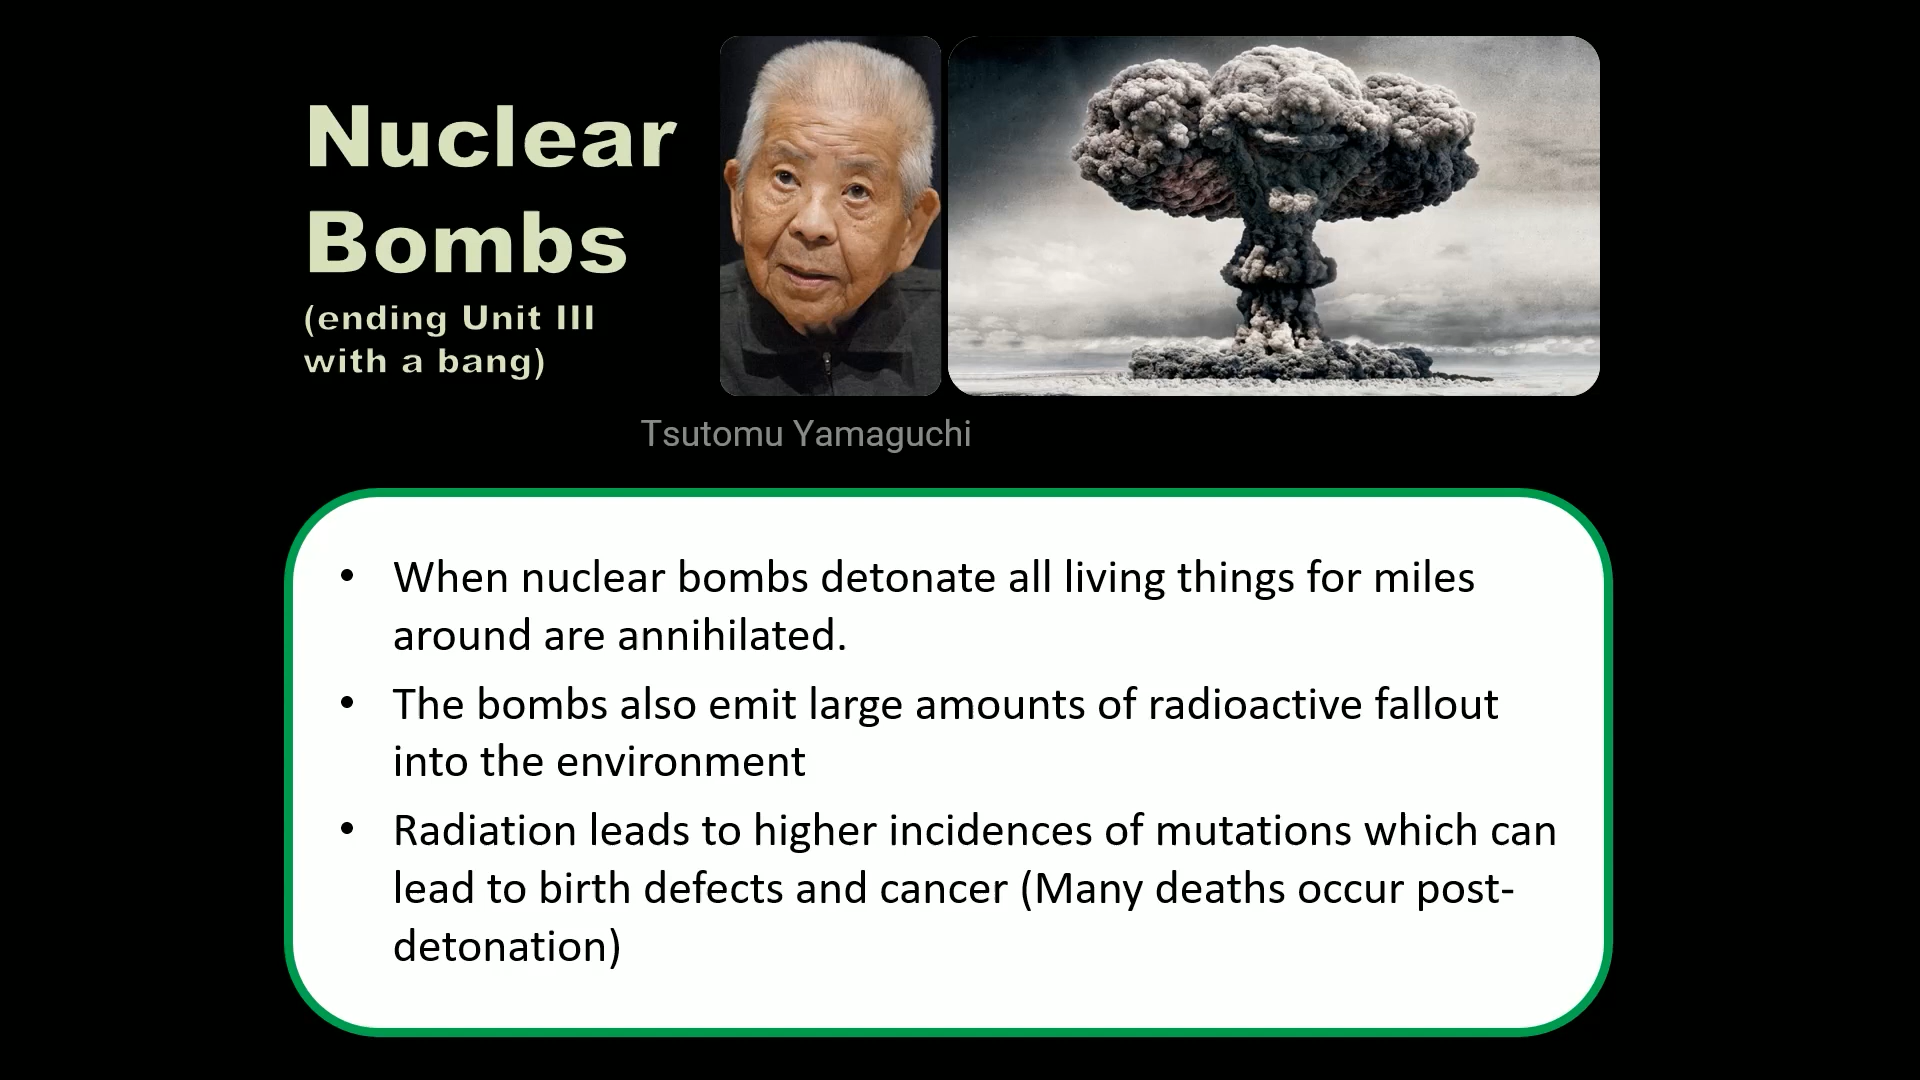 Nuclear
Bombs
(ending Unit III
with a bang)
Tsutomu Yamaguchi
• When nuclear bombs detonate all living things for miles
around are annihilated.
• The bombs also emit large amounts of radioactive fallout
into the environment
• Radiation leads to higher incidences of mutations which can
lead to birth defects and cancer (Many deaths occur post-
detonation)